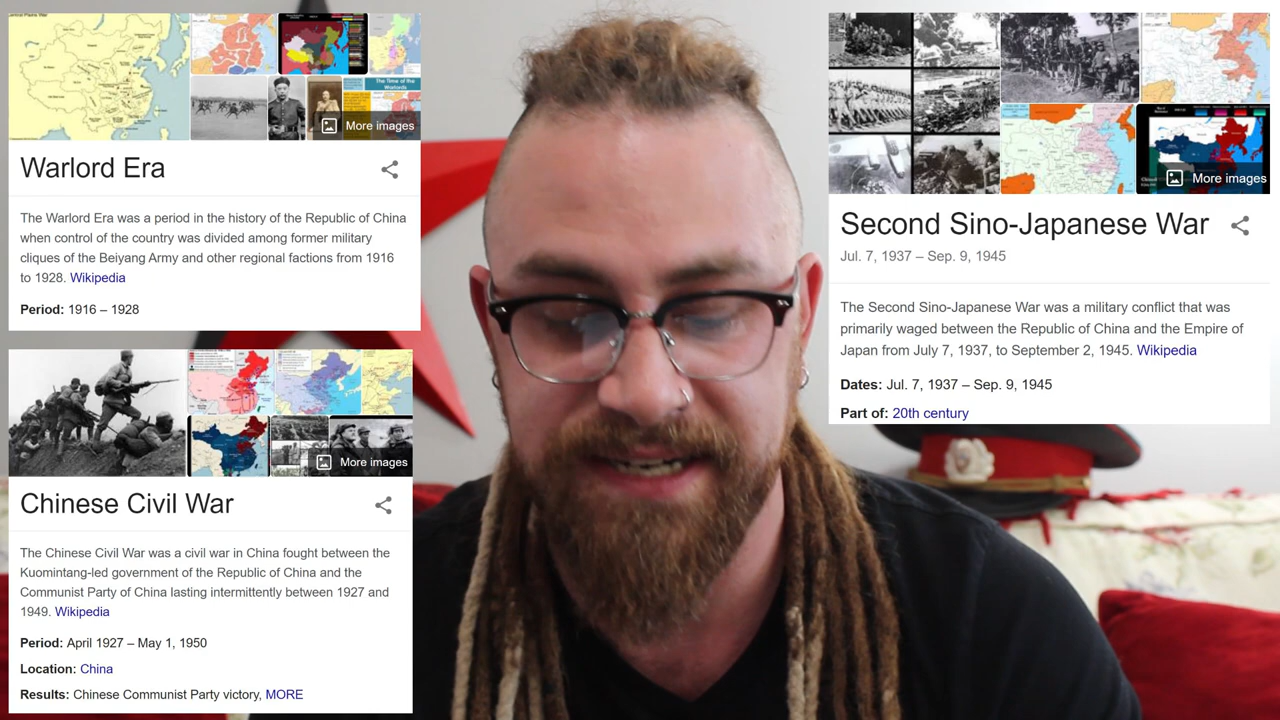 The Time of the
Warlords
More images
Warlord Era
The Warlord Era was a period in the history of the Republic of China
when control of the country was divided among former military
cliques of the Beiyang Army and other regional factions from 1916
to 1928. Wikipedia
Period: 1916 – 1928
More images
Chinese Civil War
The Chinese Civil War was a civil war in China fought between the
Kuomintang-led government of the Republic of China and the
Communist Party of China lasting intermittently between 1927 and
1949. Wikipedia
Period: April 1927 – May 1, 1950
Location: China
Results: Chinese Communist Party victory, MORE
More images
Second Sino-Japanese War
Jul. 7, 1937 – Sep. 9, 1945
The Second Sino-Japanese War was a military conflict that was
primarily waged between the Republic of China and the Empire of
Japan from July 7, 1937, to September 2, 1945. Wikipedia
Dates: Jul. 7, 1937 – Sep. 9, 1945
Part of: 20th century